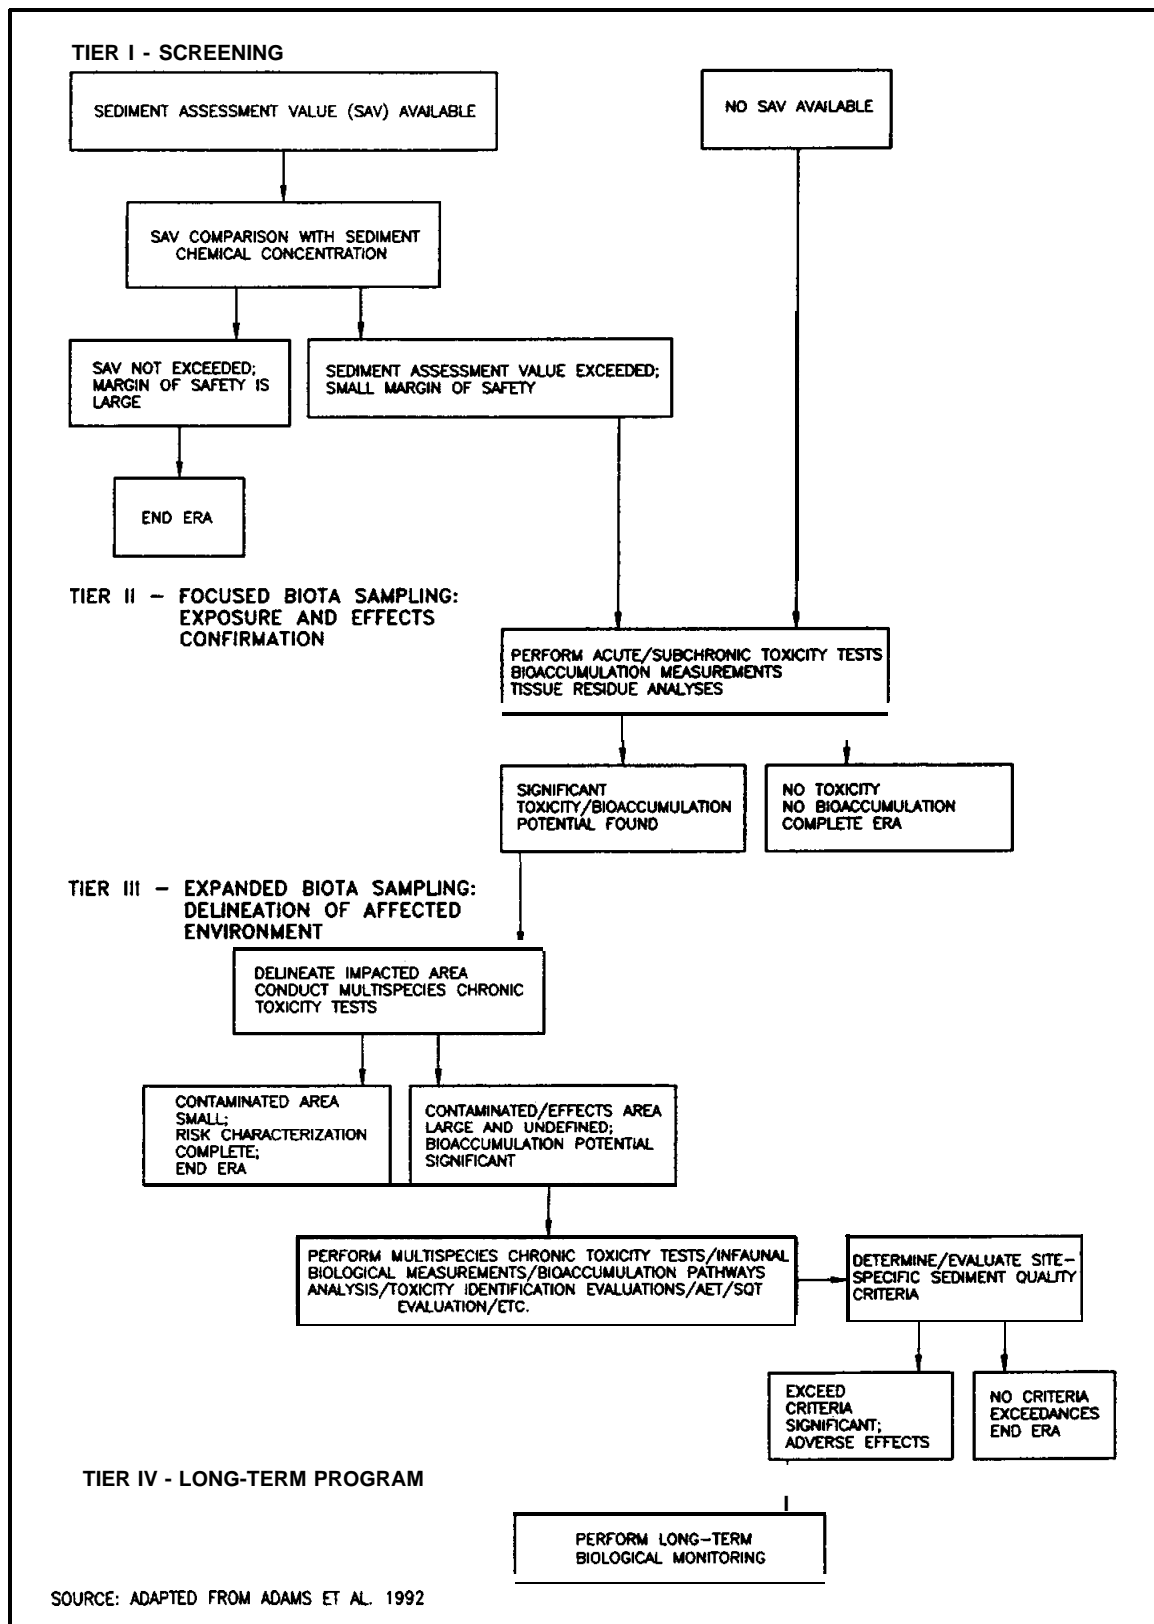 TIER I - SCREENING
SEDIMENT ASSESSMENT VALUE (SAV) AVAILABLE
NO SAV AVAILABLE
SAV COMPARISON WITH SEDIMENT
CHEMICAL CONCENTRATION
SAV NOT EXCEEDED;
MARGIN OF SAFETY IS
LARGE
SEDIMENT ASSESSMENT VALUE EXCEEDED;
SMALL MARGIN OF SAFETY
END ERA
TIER II - FOCUSED BIOTA SAMPLING:
EXPOSURE AND EFFECTS
CONFIRMATION
PERFORM ACUTE/SUBCHRONIC TOXICITY TESTS
BIOACCUMULATION MEASUREMENTS
TISSUE RESIDUE ANALYSES
SIGNIFICANT
TOXICITY/BIOACCUMULATION
POTENTIAL FOUND
NO TOXICITY
NO BIOACCUMULATION
COMPLETE ERA
TIER III - EXPANDED BIOTA SAMPLING:
DELINEATION OF AFFECTED
ENVIRONMENT
DELINEATE IMPACTED AREA
CONDUCT MULTISPECIES CHRONIC
TOXICITY TESTS
CONTAMINATED AREA
SMALL;
RISK CHARACTERIZATION
COMPLETE;
END ERA
CONTAMINATED/EFFECTS AREA
LARGE AND UNDEFINED;
BIOACCUMULATION POTENTIAL
SIGNIFICANT
PERFORM MULTISPECIES CHRONIC TOXICITY TESTS/INFAUNAL
BIOLOGICAL MEASUREMENTS/BIOACCUMULATION PATHWAYS
ANALYSIS/TOXICITY IDENTIFICATION EVALUATIONS/AET/SQT
EVALUATION/ETC.
DETERMINE/EVALUATE SITE-
SPECIFIC SEDIMENT QUALITY
CRITERIA
EXCEED
CRITERIA
SIGNIFICANT;
ADVERSE EFFECTS
NO CRITERIA
EXCEEDANCES
END ERA
TIER IV - LONG-TERM PROGRAM
PERFORM LONG-TERM
BIOLOGICAL MONITORING
SOURCE: ADAPTED FROM ADAMS ET AL. 1992